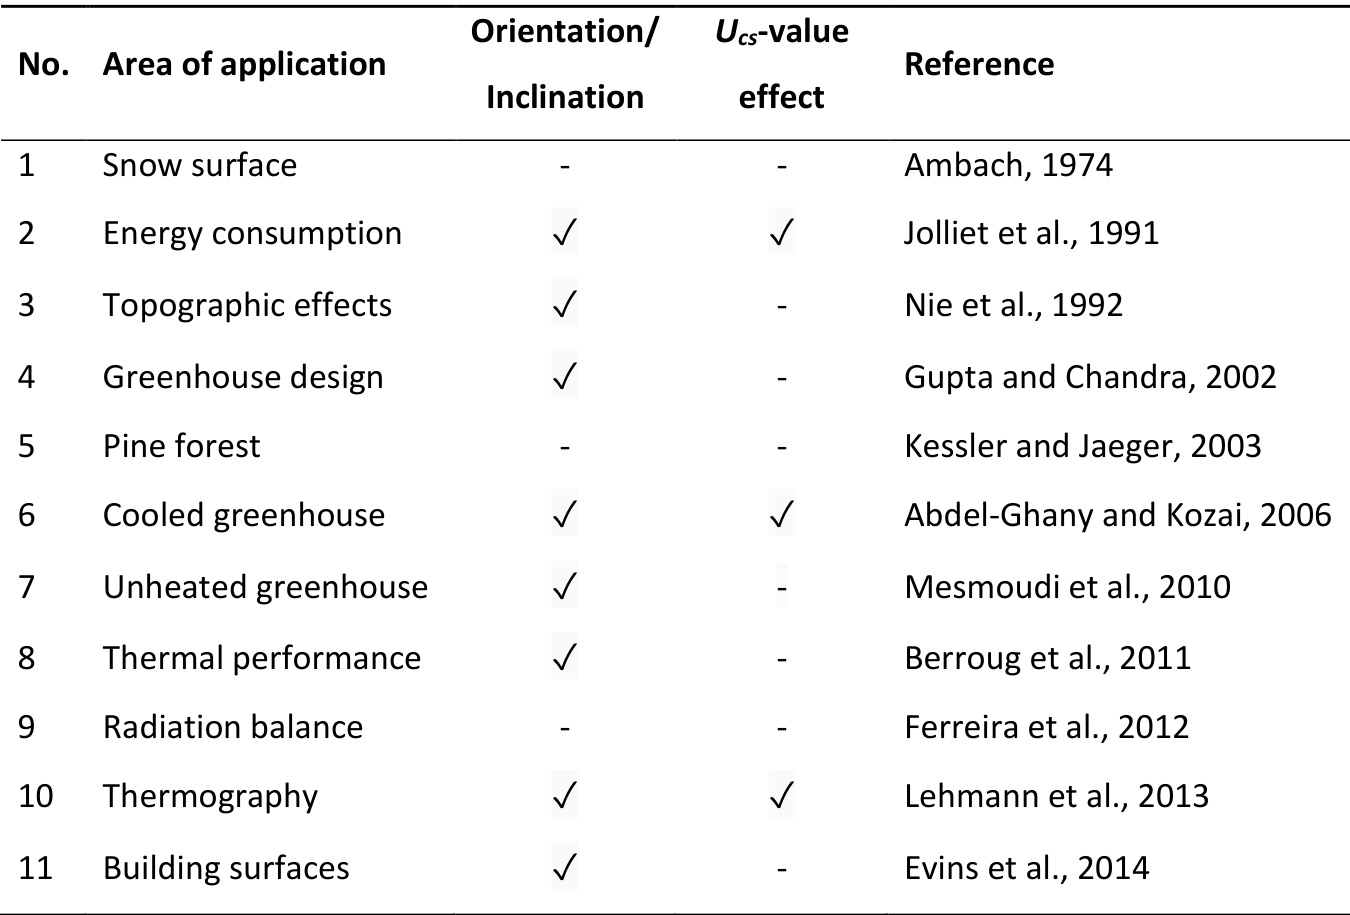 No. Area of application Orientation/ Inclination Ucs-value effect Reference
1 Snow surface - - Ambach, 1974
2 Energy consumption ✓ ✓ Jolliet et al., 1991
3 Topographic effects ✓ - Nie et al., 1992
4 Greenhouse design ✓ - Gupta and Chandra, 2002
5 Pine forest - - Kessler and Jaeger, 2003
6 Cooled greenhouse ✓ ✓ Abdel-Ghany and Kozai, 2006
7 Unheated greenhouse ✓ - Mesmoudi et al., 2010
8 Thermal performance ✓ - Berroug et al., 2011
9 Radiation balance - - Ferreira et al., 2012
10 Thermography ✓ ✓ Lehmann et al., 2013
11 Building surfaces ✓ - Evins et al., 2014